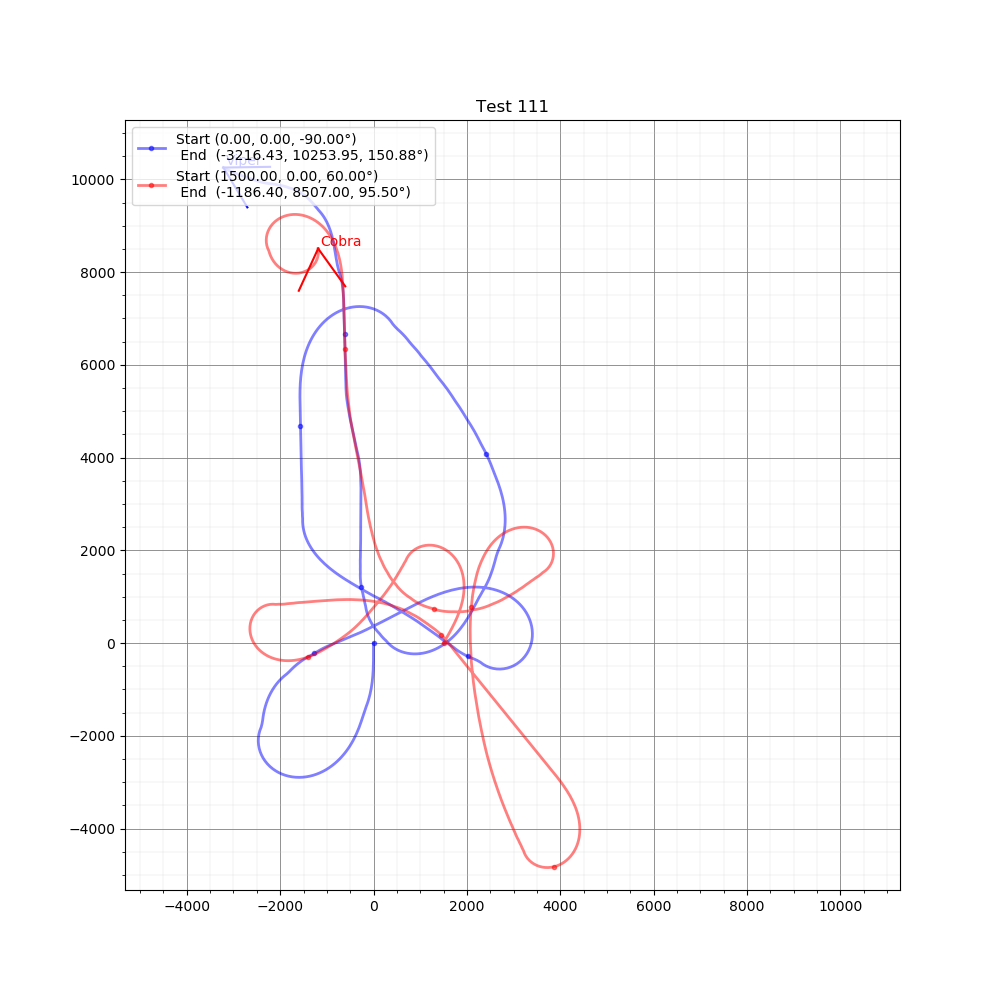 Test 111
Start (0.00, 0.00, -90.00°)
End (-3216.43, 10253.95, 150.88°)
Start (1500.00, 0.00, 60.00°)
End (-1186.40, 8507.00, 95.50°)
Viper
Cobra
10000
8000
6000
4000
2000
0
−2000
−4000
−4000 −2000 0 2000 4000 6000 8000 10000